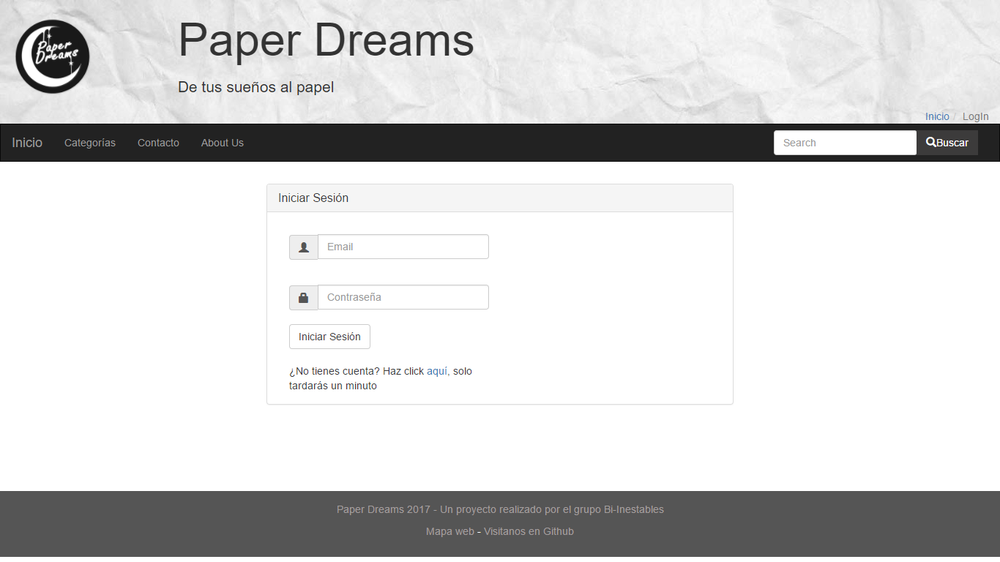 Paper
Dreams
Paper Dreams
De tus sueños al papel
Inicio / LogIn
Inicio Categorías Contacto About Us Search Buscar
Iniciar Sesión
Email
Contraseña
Iniciar Sesión
¿No tienes cuenta? Haz click aquí, solo
tardarás un minuto
Paper Dreams 2017 - Un proyecto realizado por el grupo Bi-Inestables
Mapa web - Visitanos en Github